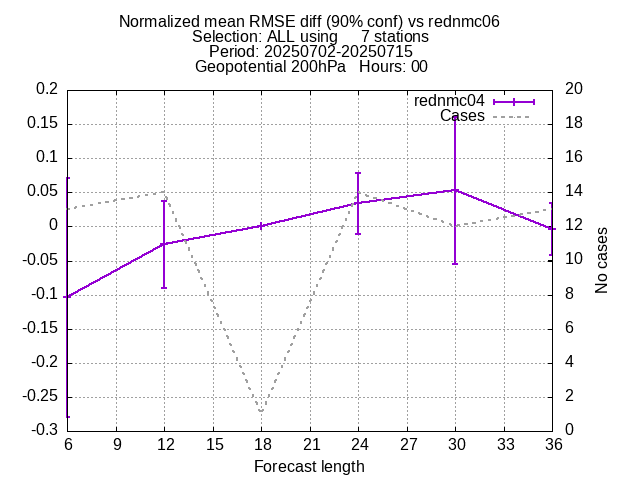 Normalized mean RMSE diff (90% conf) vs rednmc06
Selection: ALL using     7 stations
Period: 20250702-20250715
Geopotential 200hPa   Hours: 00
rednmc04
Cases
0.2
0.15
0.1
0.05
0
-0.05
-0.1
-0.15
-0.2
-0.25
-0.3
20
18
16
14
12
10
8
6
4
2
0
No cases
6 9 12 15 18 21 24 27 30 33 36
Forecast length